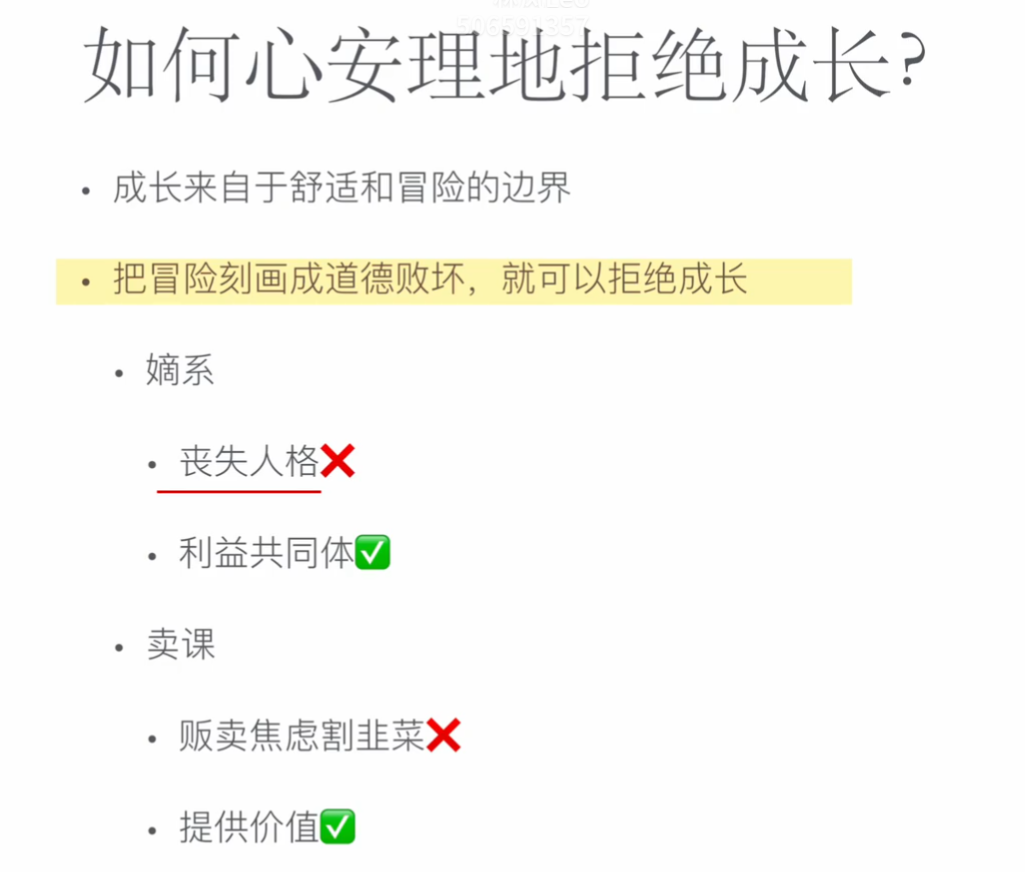 506591357
如何心安理地拒绝成长?
• 成长来自于舒适和冒险的边界
• 把冒险刻画成道德败坏，就可以拒绝成长
• 嫡系
• 丧失人格❌
• 利益共同体✅
• 卖课
• 贩卖焦虑割韭菜❌
• 提供价值✅